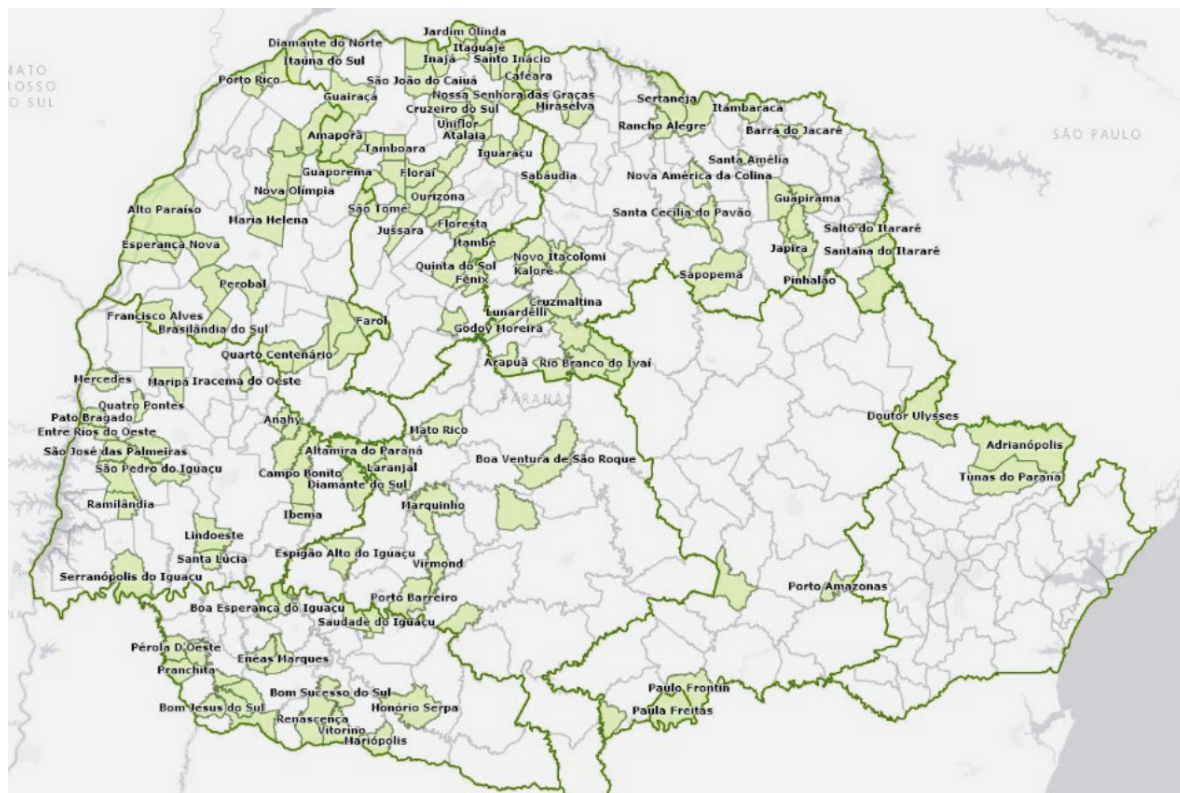 Jardim Olinda
Diamante do Norte
Itaguajé
Itaúna do Sul
Inajá
Santo Inácio
MATO
GROSSO
DO SUL
Porto Rico
São João do Caiuá
Cafeara
Guairaçá
Nossa Senhora das Graças
Sertaneja
Cruzeiro do Sul
Miraselva
Itambaracá
Uniflor
Rancho Alegre
Amaporã
Atalaia
Barra do Jacaré
SÃO PAULO
Tamboara
Iguaraçu
Santa Amélia
Guaporema
Floraí
Sabáudia
Nova América da Colina
Nova Olímpia
Ourizona
Guapirama
Alto Paraíso
São Tomé
Santa Cecília do Pavão
Maria Helena
Floresta
Salto do Itararé
Jussara
Esperança Nova
Itambé
Japira
Santana do Itararé
Novo Itacolomi
Quinta do Sol
Kaloré
Sapopema
Perobal
Fênix
Pinhalão
Cruzmaltina
Francisco Alves
Lunardelli
Farol
Brasilândia do Sul
Godoy Moreira
Quarto Centenário
Arapuã
Rio Branco do Ivaí
Mercedes
Maripá
Iracema do Oeste
PARANÁ
Quatro Pontes
Pato Bragado
Anahy
Doutor Ulysses
Entre Rios do Oeste
Mato Rico
Adrianópolis
São José das Palmeiras
Altamira do Paraná
Boa Ventura de São Roque
São Pedro do Iguaçu
Campo Bonito
Laranjal
Tunas do Paraná
Diamante do Sul
Ramilândia
Marquinho
Ibema
Lindoeste
Espigão Alto do Iguaçu
Santa Lúcia
Virmond
Serranópolis do Iguaçu
Porto Amazonas
Porto Barreiro
Boa Esperança do Iguaçu
Saudade do Iguaçu
Pérola D'Oeste
Enéas Marques
Pranchita
Paulo Frontin
Bom Sucesso do Sul
Bom Jesus do Sul
Honório Serpa
Paula Freitas
Renascença
Vitorino
Mariópolis